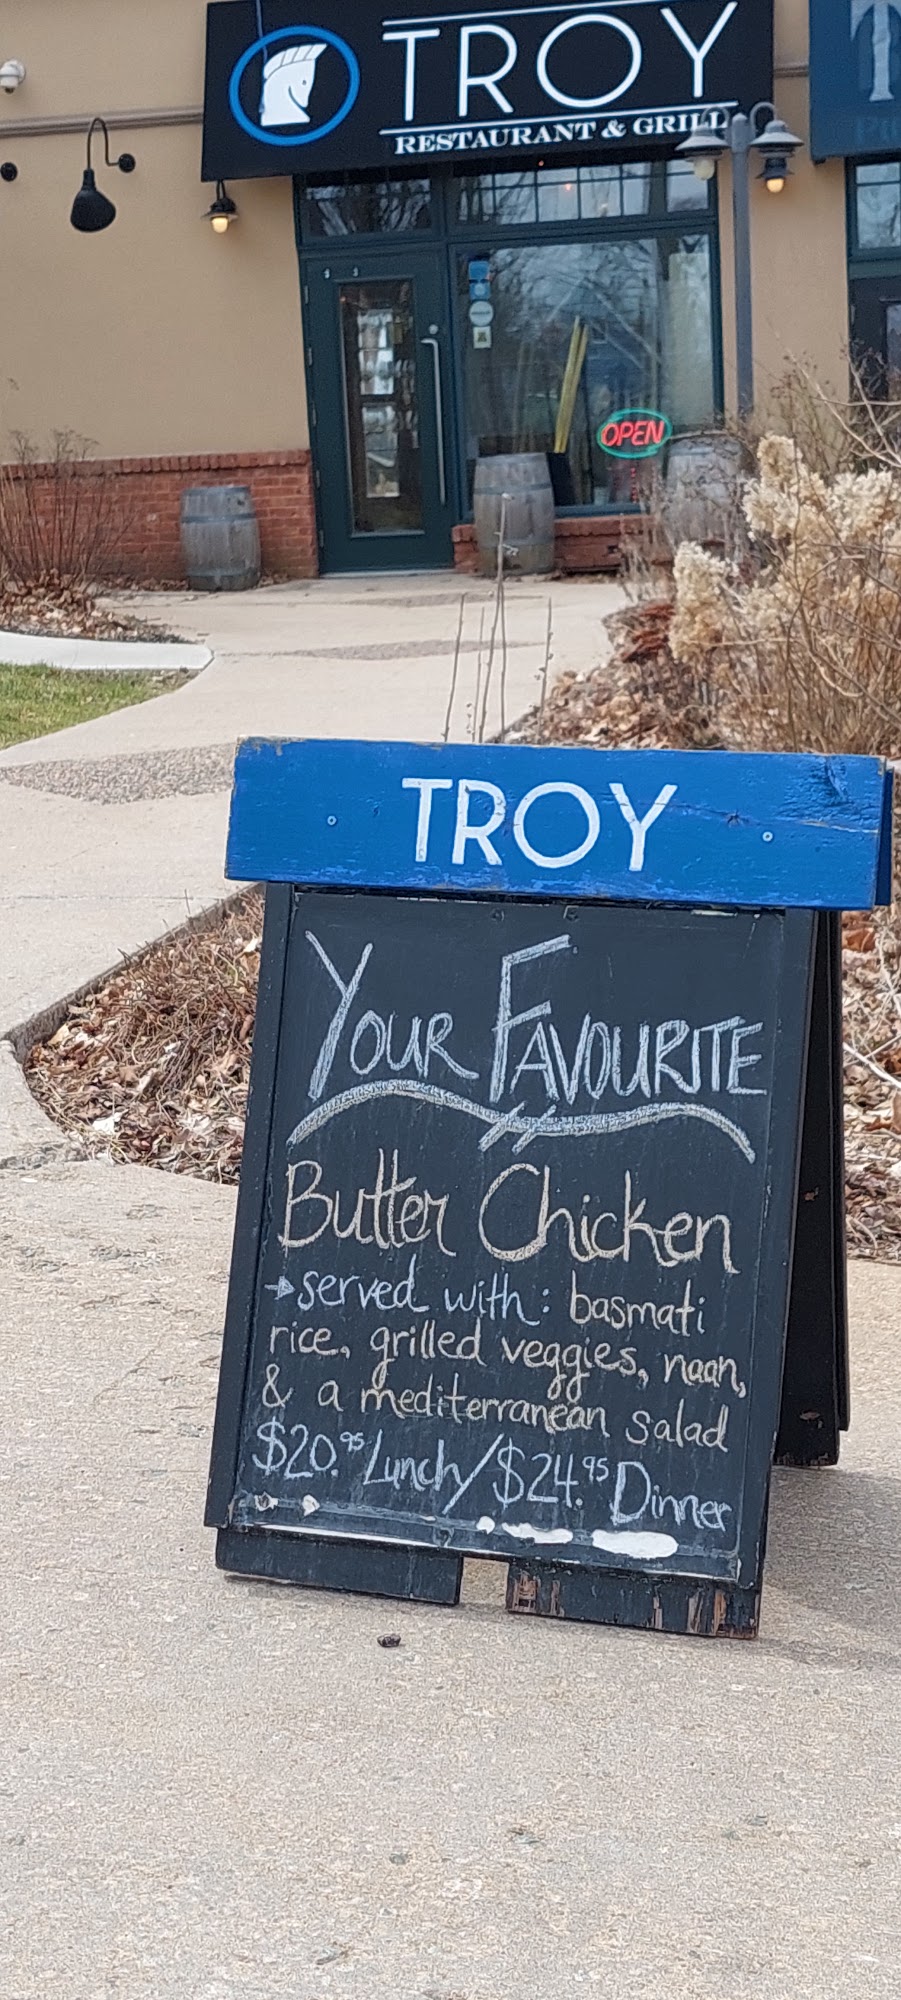 TROY
RESTAURANT & GRILL
T
OPEN
TROY
YOUR FAVOURITE
Butter Chicken
→served with: basmati
rice, grilled veggies, naan,
& a mediterranean salad
$20.95 Lunch/$24.95 Dinner